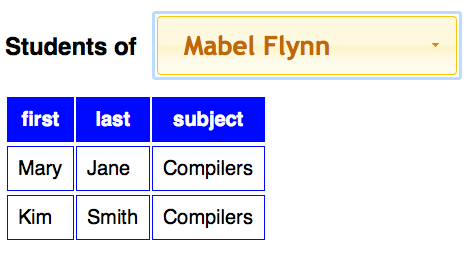 Students of Mabel Flynn
first last subject
Mary Jane Compilers
Kim Smith Compilers